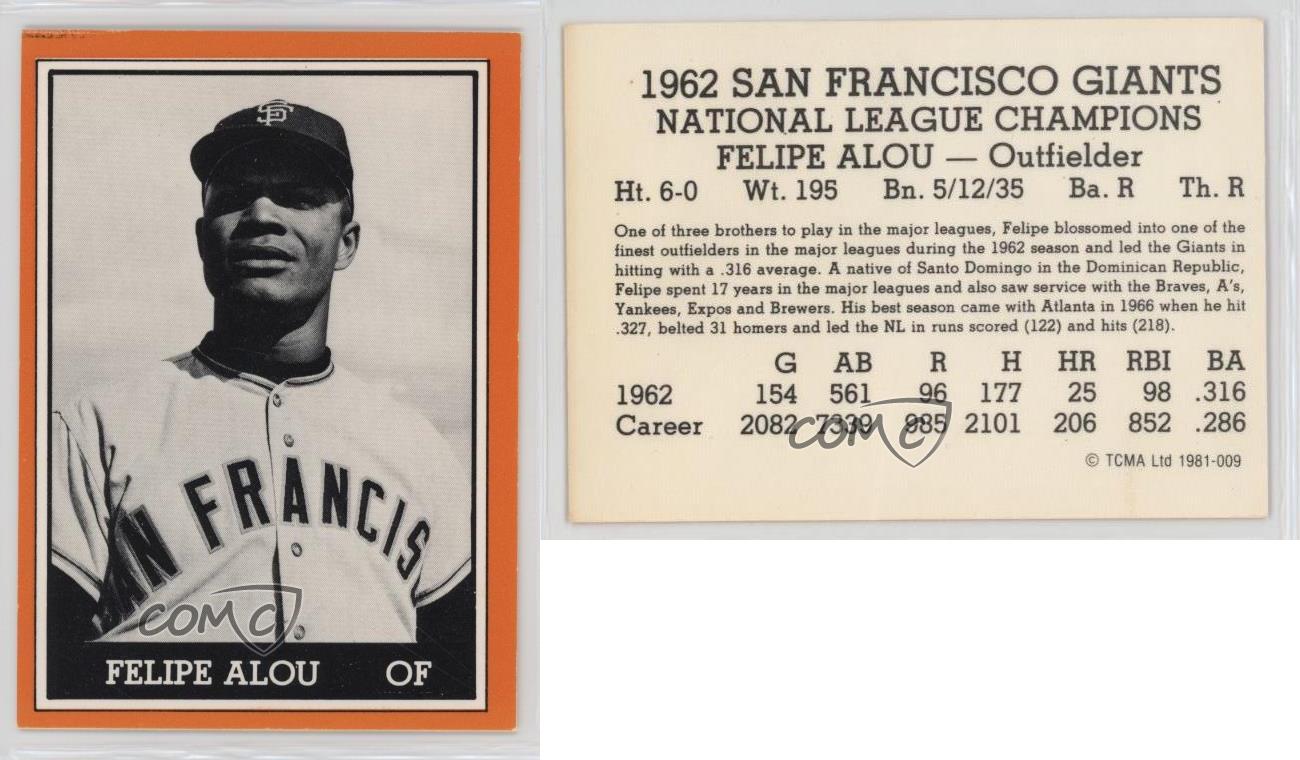 SF
SAN FRANCIS
COMC
FELIPE ALOU OF
1962 SAN FRANCISCO GIANTS
NATIONAL LEAGUE CHAMPIONS
FELIPE ALOU — Outfielder
Ht. 6-0 Wt. 195 Bn. 5/12/35 Ba. R Th. R
One of three brothers to play in the major leagues, Felipe blossomed into one of the
finest outfielders in the major leagues during the 1962 season and led the Giants in
hitting with a .316 average. A native of Santo Domingo in the Dominican Republic,
Felipe spent 17 years in the major leagues and also saw service with the Braves, A's,
Yankees, Expos and Brewers. His best season came with Atlanta in 1966 when he hit
.327, belted 31 homers and led the NL in runs scored (122) and hits (218).
G AB R H HR RBI BA
1962 154 561 96 177 25 98 .316
Career 2082 7339 985 2101 206 852 .286
COMC
© TCMA Ltd 1981-009